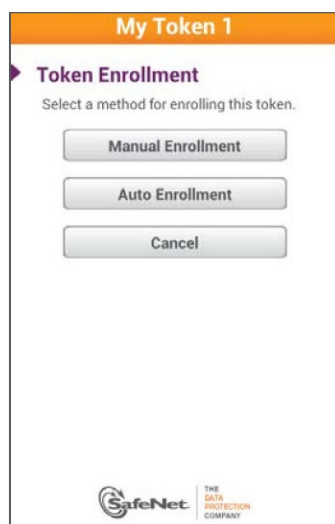 My Token 1
Token Enrollment
Select a method for enrolling this token.
Manual Enrollment
Auto Enrollment
Cancel
SafeNet
THE
DATA
PROTECTION
COMPANY